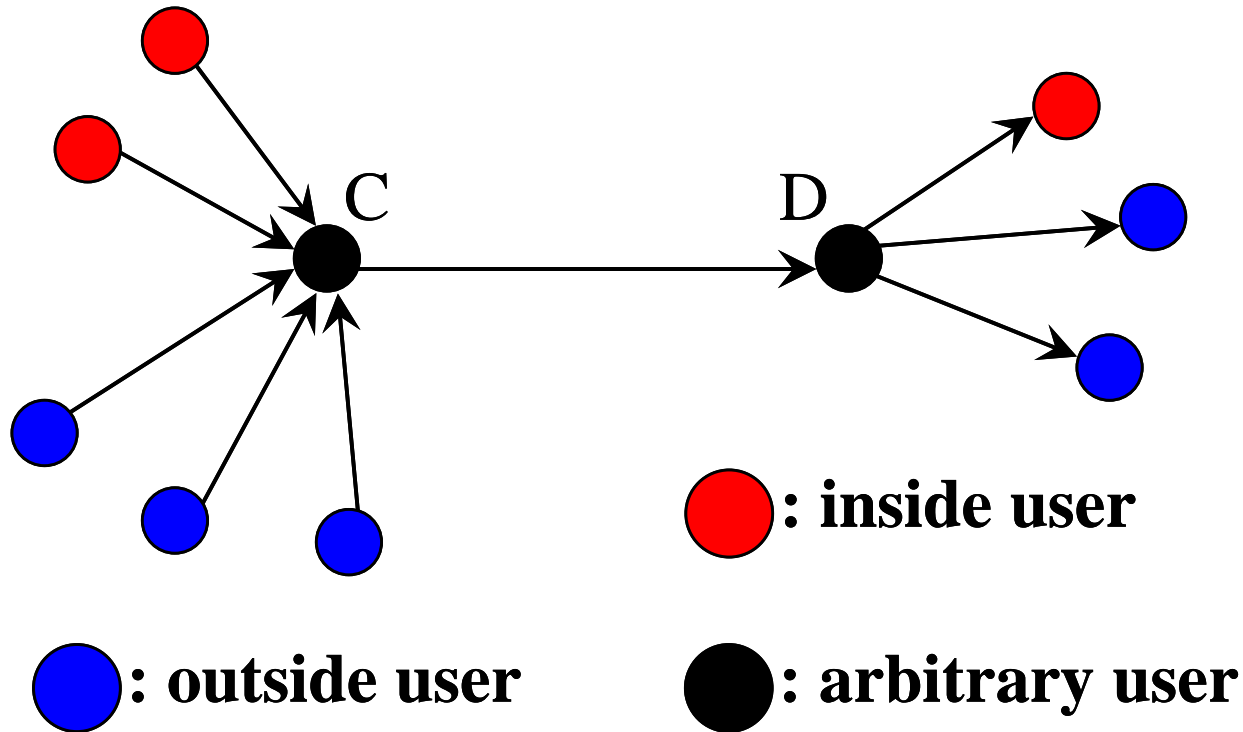 C
D
: inside user
: outside user
: arbitrary user